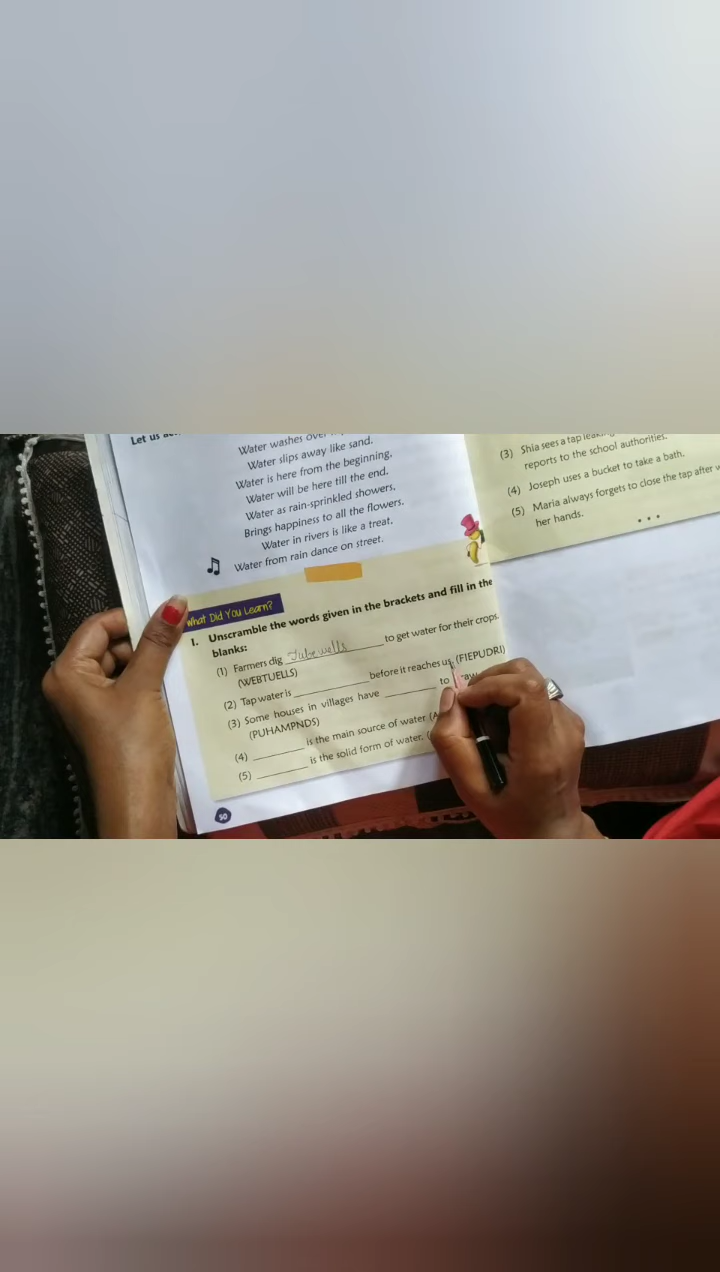 Let us
Water washes over
Water slips away like sand.
Water is here from the beginning,
Water will be here till the end.
Water as rain-sprinkled showers,
Brings happiness to all the flowers.
Water in rivers is like a treat,
Water from rain dance on street.
What Did You Learn?
I. Unscramble the words given in the brackets and fill in the
blanks:
(1) Farmers dig Tubewells to get water for their crops.
(WEBTUELLS)
(2) Tap water is ____ before it reaches us. (FIEPUDRI)
(3) Some houses in villages have ____ to
(PUHAMPNDS)
(4) ____ is the main source of water
(5) ____ is the solid form of water.
50
(3) Shla sees a tap
reports to the school authorities.
(4) Joseph uses a bucket to take a bath.
(5) Maria always forgets to close the tap after
her hands.